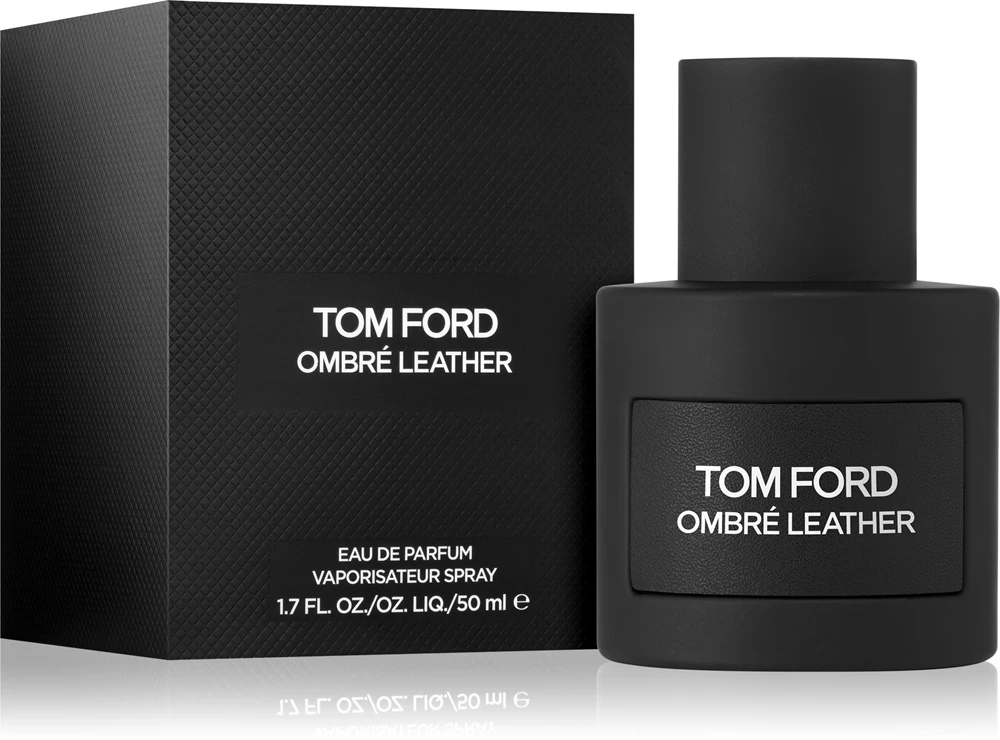 TOM FORD
OMBRÉ LEATHER
EAU DE PARFUM
VAPORISATEUR SPRAY
1.7 FL. OZ./OZ. LIQ./50 ml ℮
TOM FORD
OMBRÉ LEATHER